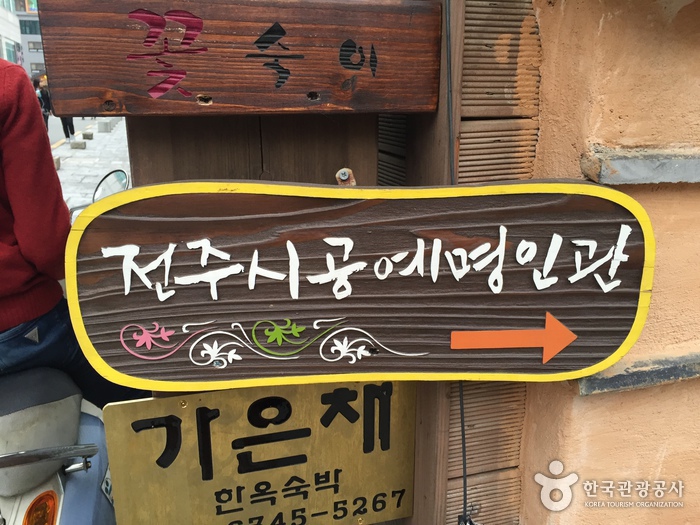 꽃숙이
전주시공예명인관
가은채
한옥숙박
3745-5267
한국관광공사
KOREA TOURISM ORGANIZATION